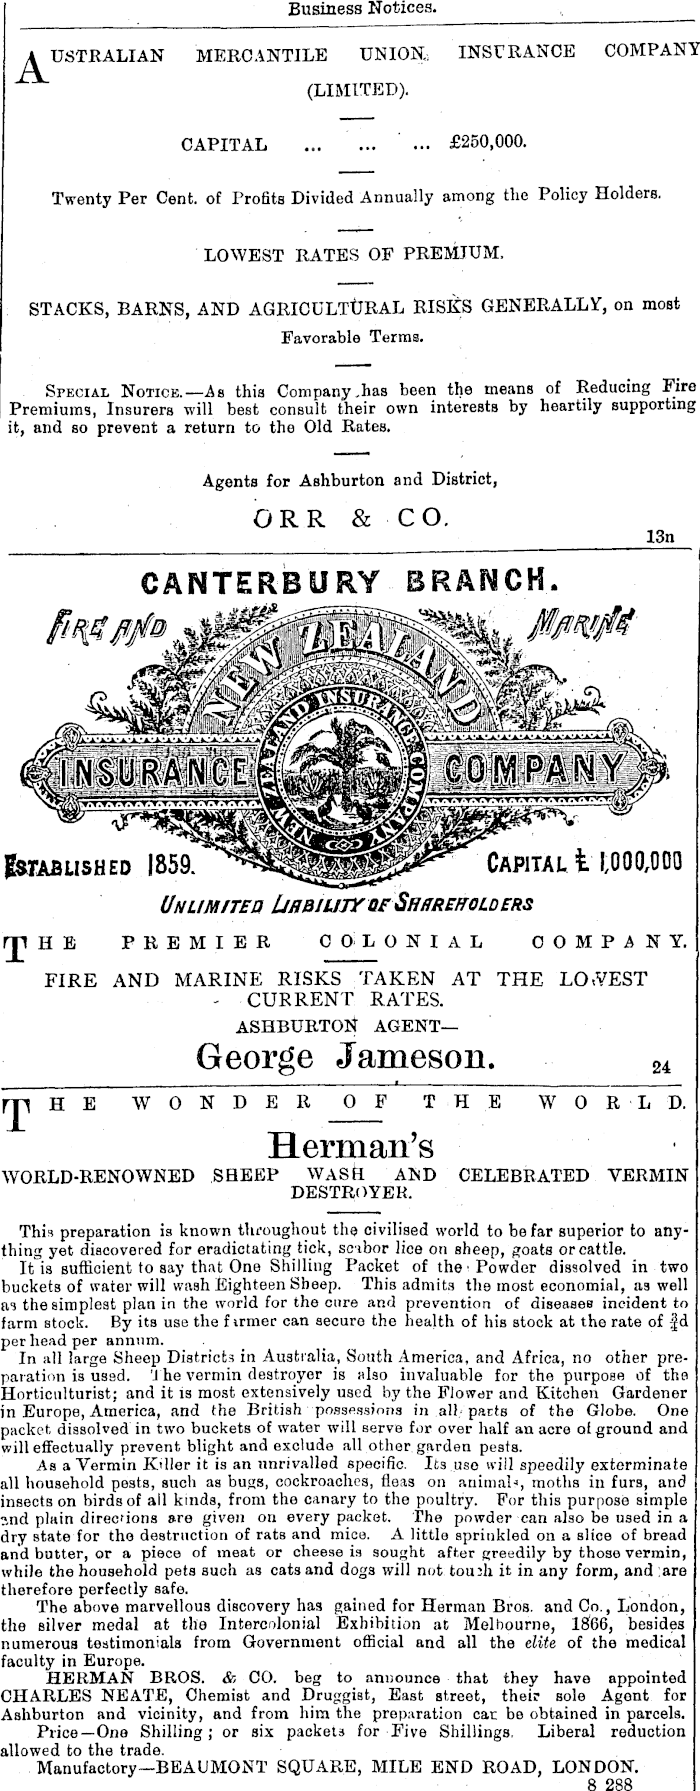 Business Notices.
AUSTRALIAN MERCANTILE UNION INSURANCE COMPANY
(LIMITED).
CAPITAL ... ... ... £250,000.
Twenty Per Cent. of Profits Divided Annually among the Policy Holders.
LOWEST RATES OF PREMIUM.
STACKS, BARNS, AND AGRICULTURAL RISKS GENERALLY, on most
Favorable Terms.
SPECIAL NOTICE.—As this Company has been the means of Reducing Fire
Premiums, Insurers will best consult their own interests by heartily supporting
it, and so prevent a return to the Old Rates.
Agents for Ashburton and District,
ORR & CO.
13n
CANTERBURY BRANCH.
FIRE AND MARINE
NEW ZEALAND
INSURANCE COMPANY
NEW ZEALAND INSURANCE COMPANY
ESTABLISHED 1859. CAPITAL £ 1,000,000
UNLIMITED LIABILITY OF SHAREHOLDERS
THE PREMIER COLONIAL COMPANY.
FIRE AND MARINE RISKS TAKEN AT THE LOWEST
CURRENT RATES.
ASHBURTON AGENT—
George Jameson.
24
THE WONDER OF THE WORLD.
Herman's
WORLD-RENOWNED SHEEP WASH AND CELEBRATED VERMIN
DESTROYER.
This preparation is known throughout the civilised world to be far superior to any-
thing yet discovered for eradictating tick, scab or lice on sheep, goats or cattle.
It is sufficient to say that One Shilling Packet of the Powder dissolved in two
buckets of water will wash Eighteen Sheep. This admits the most economial, as well
as the simplest plan in the world for the cure and prevention of diseases incident to
farm stock. By its use the farmer can secure the health of his stock at the rate of ¾d
per head per annum.
In all large Sheep Districts in Australia, South America, and Africa, no other pre-
paration is used. The vermin destroyer is also invaluable for the purpose of the
Horticulturist; and it is most extensively used by the Flower and Kitchen Gardener
in Europe, America, and the British possessions in all parts of the Globe. One
packet dissolved in two buckets of water will serve for over half an acre of ground and
will effectually prevent blight and exclude all other garden pests.
As a Vermin Killer it is an unrivalled specific. Its use will speedily exterminate
all household pests, such as bugs, cockroaches, fleas on animals, moths in furs, and
insects on birds of all kinds, from the canary to the poultry. For this purpose simple
and plain directions are given on every packet. The powder can also be used in a
dry state for the destruction of rats and mice. A little sprinkled on a slice of bread
and butter, or a piece of meat or cheese is sought after greedily by those vermin,
while the household pets such as cats and dogs will not touch it in any form, and are
therefore perfectly safe.
The above marvellous discovery has gained for Herman Bros. and Co., London,
the silver medal at the Intercolonial Exhibition at Melbourne, 1866, besides
numerous testimonials from Government official and all the elite of the medical
faculty in Europe.
HERMAN BROS. & CO. beg to announce that they have appointed
CHARLES NEATE, Chemist and Druggist, East street, their sole Agent for
Ashburton and vicinity, and from him the preparation can be obtained in parcels.
Price—One Shilling; or six packets for Five Shillings. Liberal reduction
allowed to the trade.
Manufactory—BEAUMONT SQUARE, MILE END ROAD, LONDON.
8 288